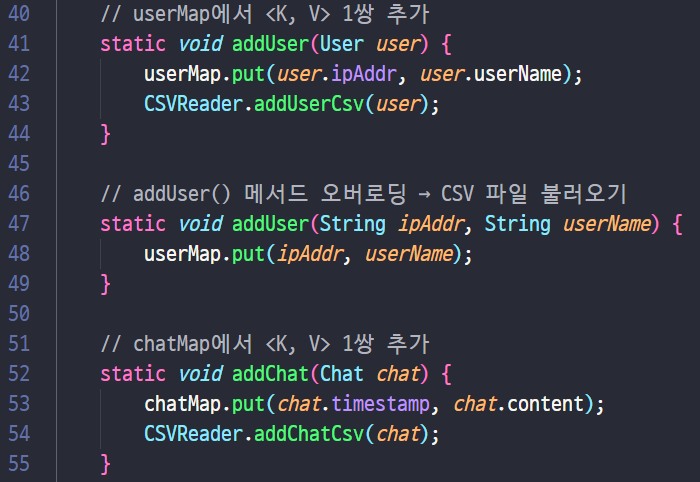 40 // userMap에서 <K, V> 1쌍 추가
41 static void addUser(User user) {
42 userMap.put(user.ipAddr, user.userName);
43 CSVReader.addUserCsv(user);
44 }
45
46 // addUser() 메서드 오버로딩 → CSV 파일 불러오기
47 static void addUser(String ipAddr, String userName) {
48 userMap.put(ipAddr, userName);
49 }
50
51 // chatMap에서 <K, V> 1쌍 추가
52 static void addChat(Chat chat) {
53 chatMap.put(chat.timestamp, chat.content);
54 CSVReader.addChatCsv(chat);
55 }